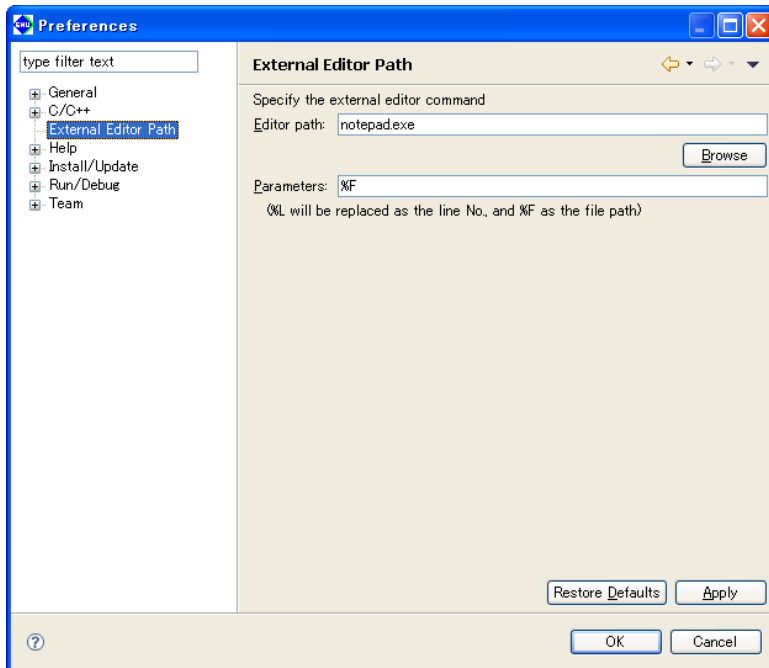 Preferences
type filter text
General
C/C++
External Editor Path
Help
Install/Update
Run/Debug
Team
External Editor Path
Specify the external editor command
Editor path: notepad.exe
Browse
Parameters: %F
(%L will be replaced as the line No., and %F as the file path)
Restore Defaults Apply
OK Cancel